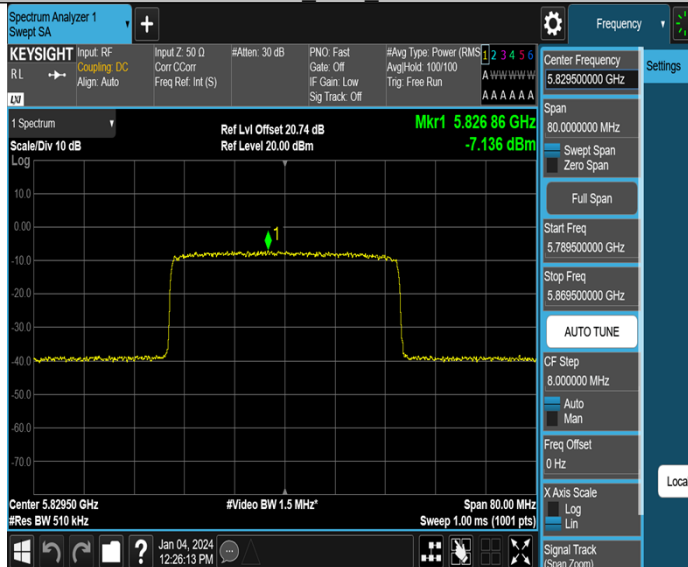 Spectrum Analyzer 1
Swept SA
+
Frequency
KEYSIGHT
RL
LXI
Input: RF
Coupling: DC
Align: Auto
Input Z: 50 Ω
Corr CCorr
Freq Ref: Int (S)
#Atten: 30 dB
PNO: Fast
Gate: Off
IF Gain: Low
Sig Track: Off
#Avg Type: Power (RMS
Avg|Hold: 100/100
Trig: Free Run
1 2 3 4 5 6
A W W W W W
A A A A A A
Center Frequency
5.829500000 GHz
Settings
Span
80.0000000 MHz
Swept Span
Zero Span
Full Span
Start Freq
5.789500000 GHz
Stop Freq
5.869500000 GHz
AUTO TUNE
CF Step
8.000000 MHz
Auto
Man
Freq Offset
0 Hz
X Axis Scale
Log
Lin
Signal Track
(Span Zoom)
Loca
1 Spectrum
Scale/Div 10 dB
Log
Ref Lvl Offset 20.74 dB
Ref Level 20.00 dBm
Mkr1 5.826 86 GHz
-7.136 dBm
10.0
0.00
-10.0
-20.0
-30.0
-40.0
-50.0
-60.0
-70.0
1
Center 5.82950 GHz
#Res BW 510 kHz
#Video BW 1.5 MHz*
Span 80.00 MHz
Sweep 1.00 ms (1001 pts)
?
Jan 04, 2024
12:26:13 PM